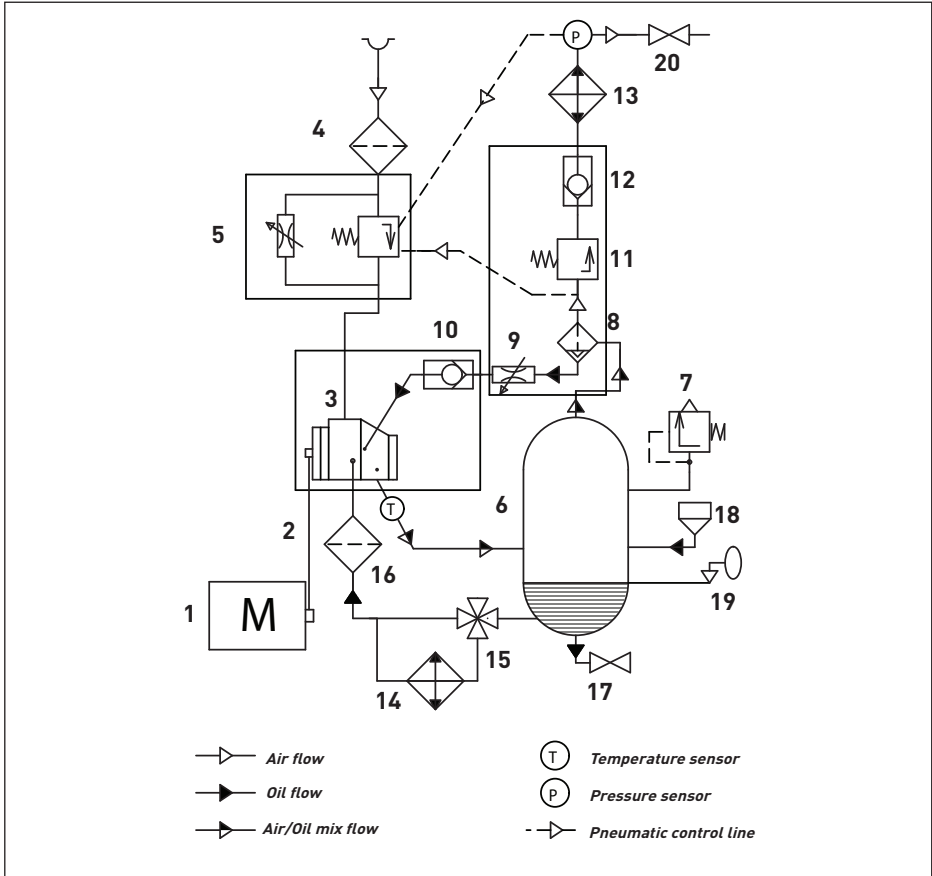 P
20
13
4
12
5
11
8
10
9
7
3
6
18
T
2
16
19
1
M
15
14
17
Air flow
Temperature sensor
Oil flow
Pressure sensor
Air/Oil mix flow
Pneumatic control line
T
P